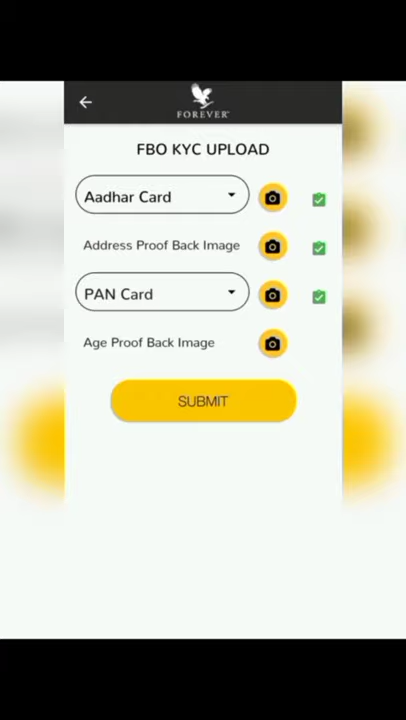 FOREVER
FBO KYC UPLOAD
Aadhar Card
Address Proof Back Image
PAN Card
Age Proof Back Image
SUBMIT